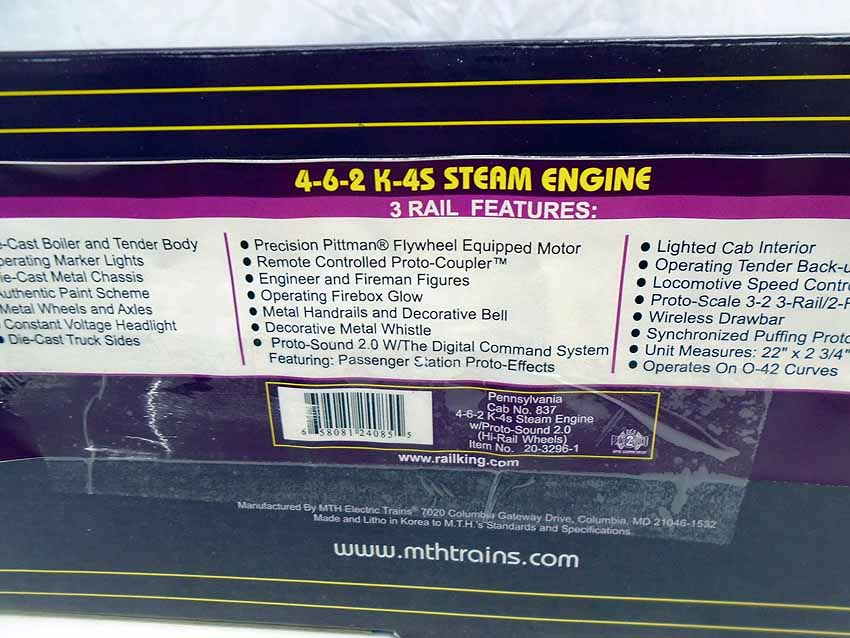 4-6-2 K-4S STEAM ENGINE
3 RAIL FEATURES:
e-Cast Boiler and Tender Body
perating Marker Lights
ie-Cast Metal Chassis
Authentic Paint Scheme
Metal Wheels and Axles
Constant Voltage Headlight
• Die-Cast Truck Sides
• Precision Pittman® Flywheel Equipped Motor
• Remote Controlled Proto-Coupler™
• Engineer and Fireman Figures
• Operating Firebox Glow
• Metal Handrails and Decorative Bell
• Decorative Metal Whistle
• Proto-Sound 2.0 W/The Digital Command System
Featuring: Passenger Station Proto-Effects
• Lighted Cab Interior
• Operating Tender Back-u
• Locomotive Speed Contr
• Proto-Scale 3-2 3-Rail/2-R
• Wireless Drawbar
• Synchronized Puffing Proto
• Unit Measures: 22" x 2 3/4"
• Operates On O-42 Curves
6 58081 24085 5
Pennsylvania
Cab No. 837
4-6-2 K-4s Steam Engine
w/Proto-Sound 2.0
(Hi-Rail Wheels)
Item No. 20-3296-1
www.railking.com
Manufactured By MTH Electric Trains® 7020 Columbia Gateway Drive, Columbia, MD 21046-1532
Made and Litho in Korea to M.T.H.'s Standards and Specifications.
www.mthtrains.com